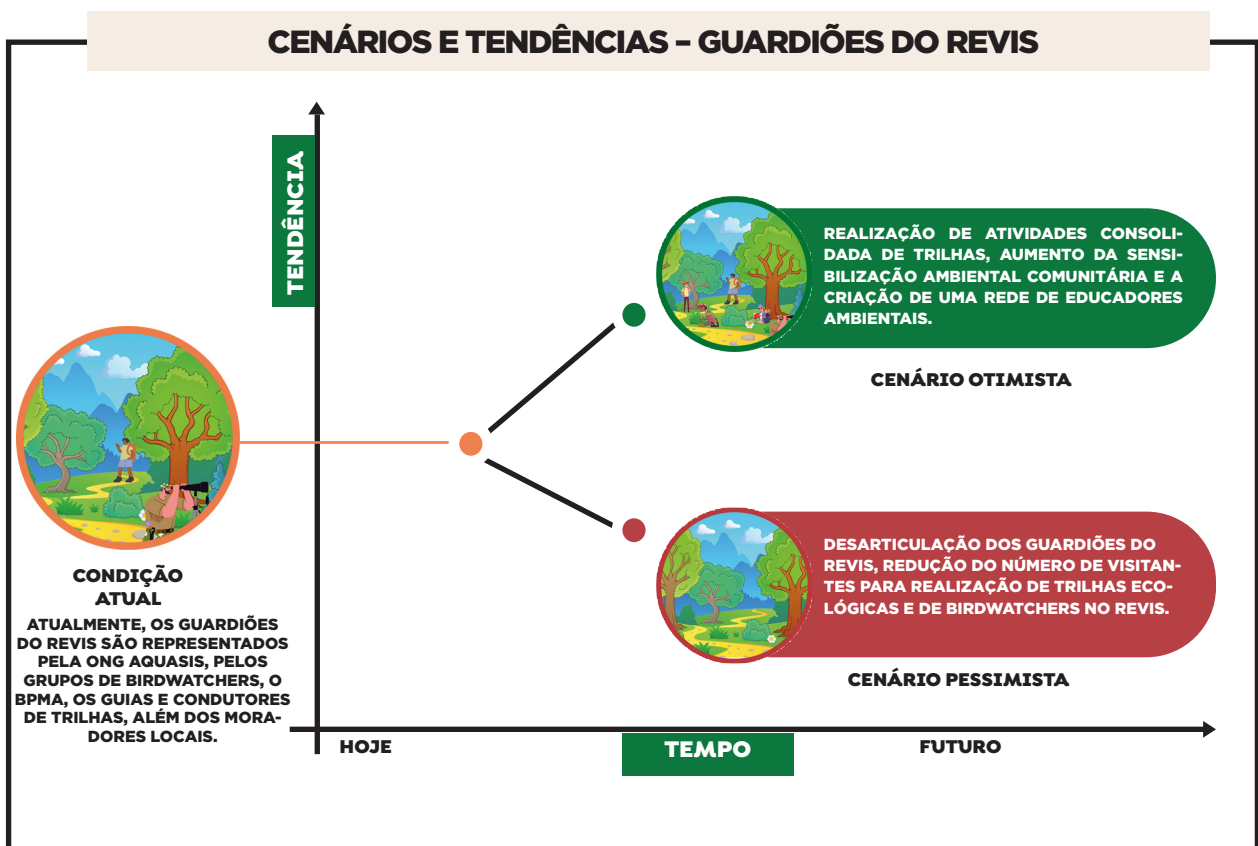 CENÁRIOS E TENDÊNCIAS – GUARDIÕES DO REVIS
TENDÊNCIA
REALIZAÇÃO DE ATIVIDADES CONSOLI-
DADA DE TRILHAS, AUMENTO DA SENSI-
BILIZAÇÃO AMBIENTAL COMUNITÁRIA E A
CRIAÇÃO DE UMA REDE DE EDUCADORES
AMBIENTAIS.
CENÁRIO OTIMISTA
CONDIÇÃO
ATUAL
ATUALMENTE, OS GUARDIÕES
DO REVIS SÃO REPRESENTADOS
PELA ONG AQUASIS, PELOS
GRUPOS DE BIRDWATCHERS, O
BPMA, OS GUIAS E CONDUTORES
DE TRILHAS, ALÉM DOS MORA-
DORES LOCAIS.
DESARTICULAÇÃO DOS GUARDIÕES DO
REVIS, REDUÇÃO DO NÚMERO DE VISITAN-
TES PARA REALIZAÇÃO DE TRILHAS ECO-
LÓGICAS E DE BIRDWATCHERS NO REVIS.
CENÁRIO PESSIMISTA
HOJE
TEMPO
FUTURO